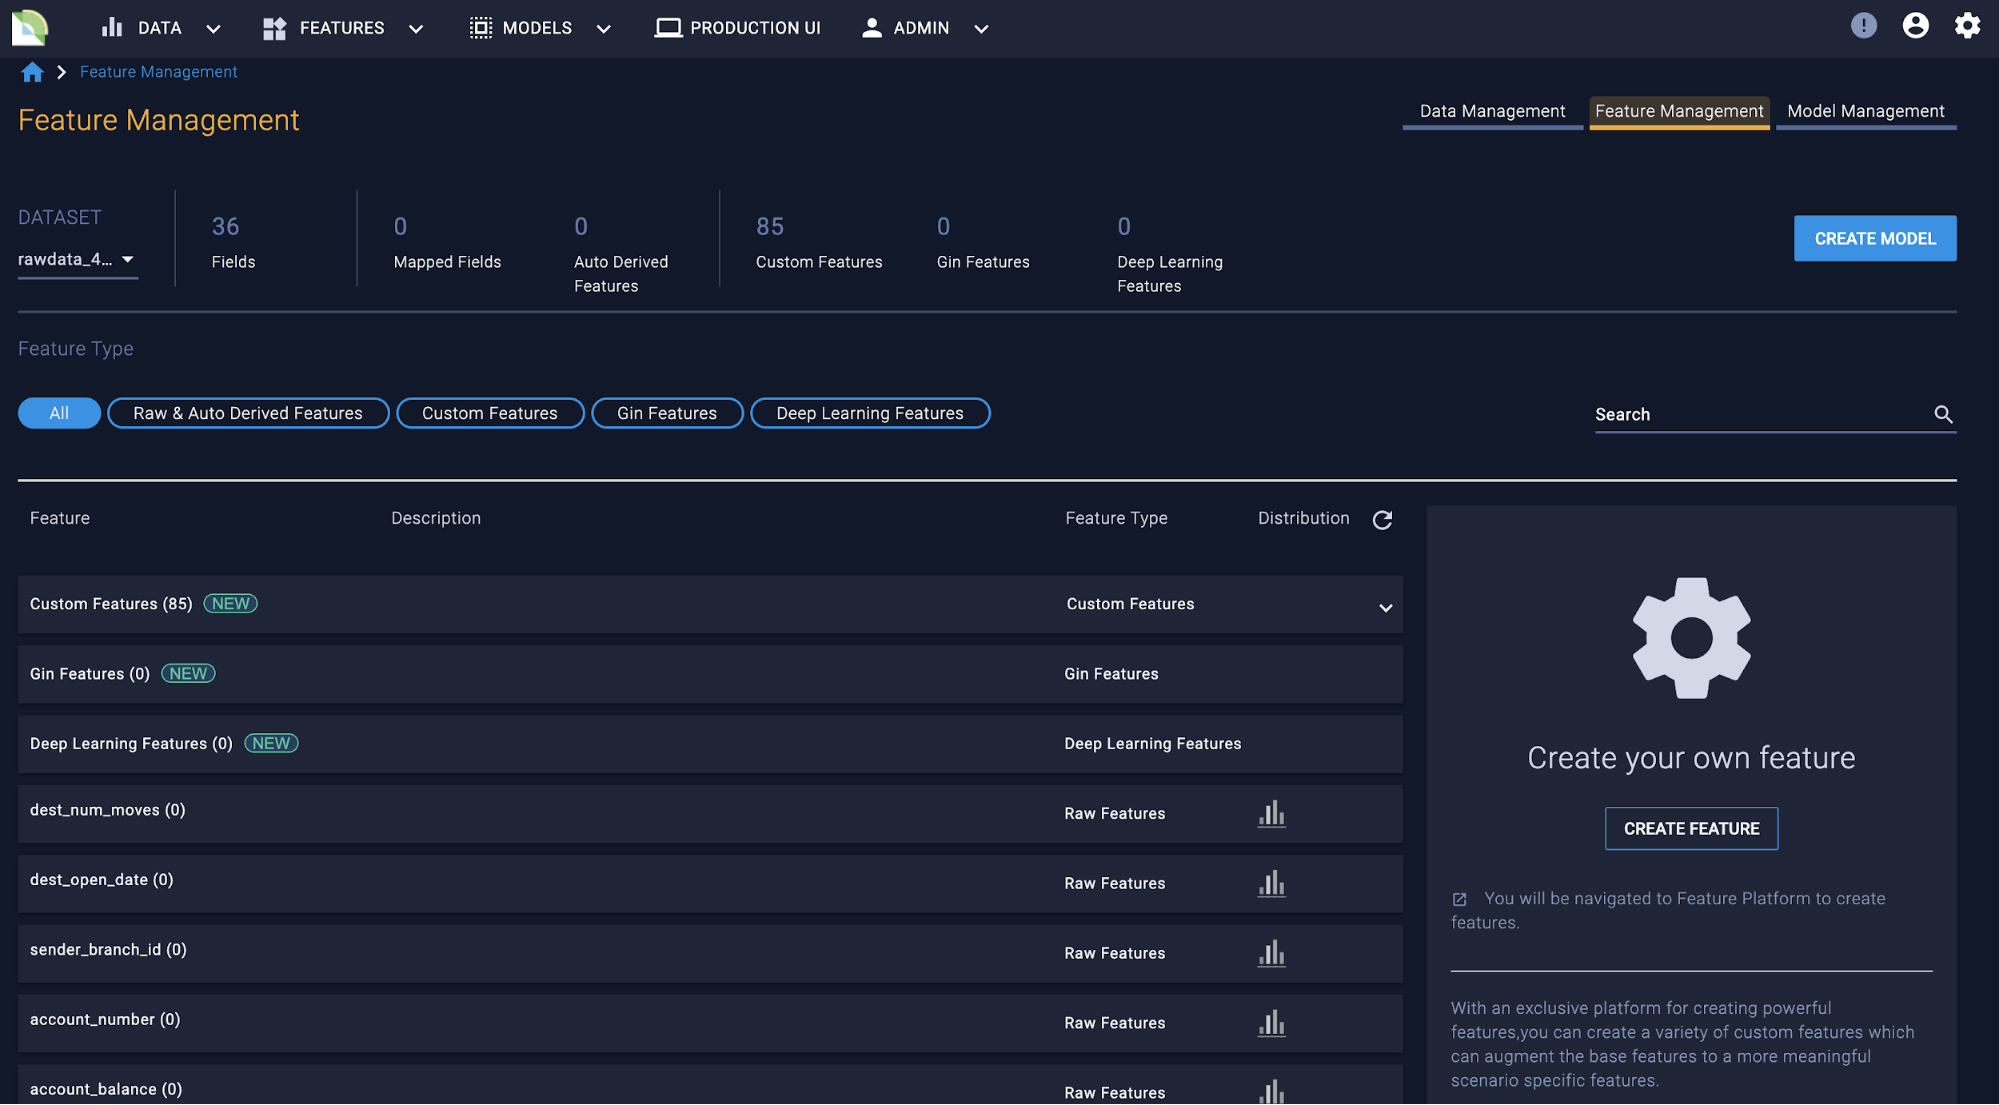 DATA
FEATURES
MODELS
PRODUCTION UI
ADMIN
Feature Management
Feature Management
Data Management
Feature Management
Model Management
DATASET
rawdata_4...
36
Fields
0
Mapped Fields
0
Auto Derived
Features
85
Custom Features
0
Gin Features
0
Deep Learning
Features
CREATE MODEL
Feature Type
All
Raw & Auto Derived Features
Custom Features
Gin Features
Deep Learning Features
Search
Feature
Description
Feature Type
Distribution
Custom Features (85) NEW
Custom Features
Gin Features (0) NEW
Gin Features
Deep Learning Features (0) NEW
Deep Learning Features
dest_num_moves (0)
Raw Features
dest_open_date (0)
Raw Features
sender_branch_id (0)
Raw Features
account_number (0)
Raw Features
account_balance (0)
Raw Features
Create your own feature
CREATE FEATURE
You will be navigated to Feature Platform to create
features.
With an exclusive platform for creating powerful
features,you can create a variety of custom features which
can augment the base features to a more meaningful
scenario specific features.